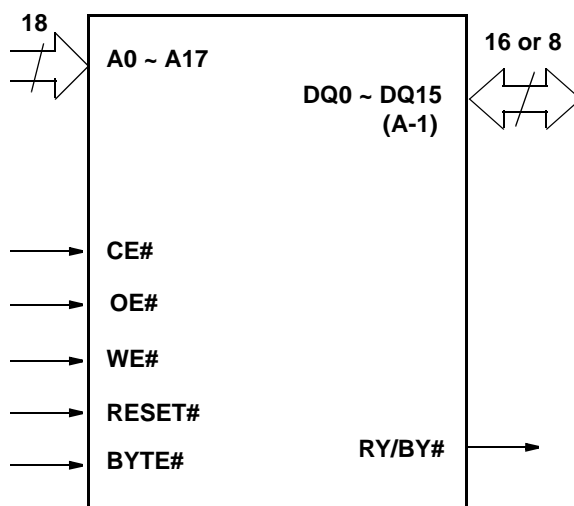 18
A0 ~ A17
16 or 8
DQ0 ~ DQ15
(A-1)
CE#
OE#
WE#
RESET#
BYTE#
RY/BY#